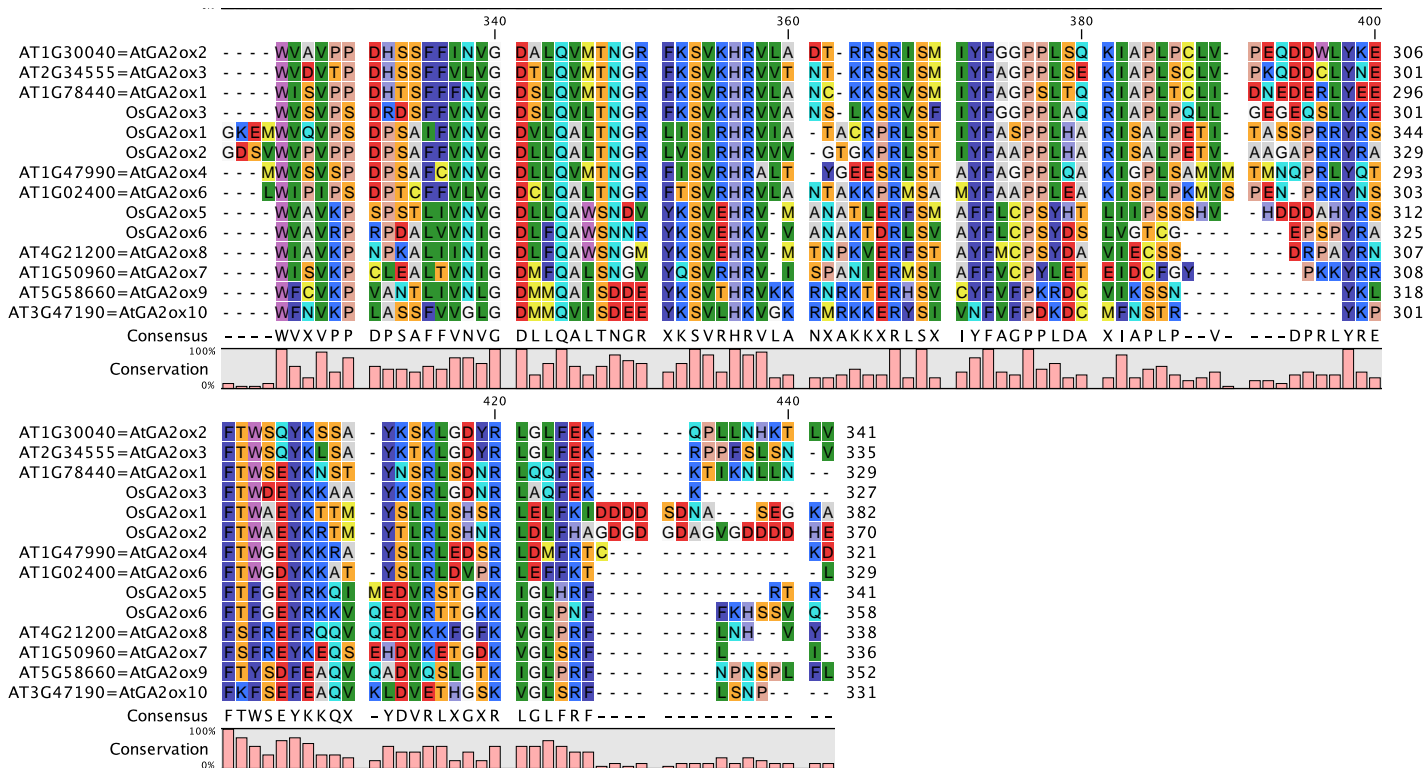 340 360 380 400
AT1G30040=AtGA2ox2 ----WVAVPP DHSSFFINVG DALQVMTNGR FKSVKHRVLA DT-RRSRISM IYFGGPPLSQ KIAPLPCLV- PEQDDWLYKE 306
AT2G34555=AtGA2ox3 ----WVDVTP DHSSFFVLVG DTLQVMTNGR FKSVKHRVVT NT-KRSRISM IYFAGPPLSE KIAPLSCLV- PKQDDCLYNE 301
AT1G78440=AtGA2ox1 ----WISVPP DHTSFFFNVG DSLQVMTNGR FKSVRHRVLA NC-KKSRVSM IYFAGPSLTQ RIAPLTCLI- DNEDERLYEE 296
OsGA2ox3 ----WVSVPS DRDSFFVNVG DSLQVLTNGR FKSVKHRVVA NS-LKSRVSF IYFGGPPLAQ RIAPLPQLL- GEGEQSLYKE 301
OsGA2ox1 GKEMWVQVPS DPSAIFVNVG DVLQALTNGR LISIRHRVIA -TACRPRLST IYFASPPLHA RISALPETI- TASSPRRYRS 344
OsGA2ox2 GDSVWVPVPP DPSAFFVNVG DLLQALTNGR LVSIRHRVVV -GTGKPRLST IYFAAPPLHA RISALPETV- AAGAPRRYRA 329
AT1G47990=AtGA2ox4 ---MWVSVSP DPSAFCVNVG DLLQALTNGR FTSVRHRALT -YGEESRLST AYFAGPPLQA KIGPLSAMVM TMNQPRLYQT 293
AT1G02400=AtGA2ox6 ---LWIPIPS DPTCFFVLVG DCLQALTNGR FTSVRHRVLA NTAKKPRMSA MYFAAPPLEA KISPLPKMVS PEN-PRRYNS 303
OsGA2ox5 ----WVAVKP SPSTLIVNVG DLLQAWSNDV YKSVEHRV-M ANATLERFSM AFFLCPSYHT LIIPSSSHV- -HDDDAHYRS 312
OsGA2ox6 ----WVAVRP RPDALVVNIG DLFQAWSNNR YKSVEHRV-V ANAKTDRLSV AYFLCPSYDS LVGTCG---- ---EPSPYRA 325
AT4G21200=AtGA2ox8 ----WIAVKP NPKALIVNIG DLFQAWSNGM YKSVEHRV-M TNPKVERFST AYFMCPSYDA VIECSS---- ---DRPAYRN 307
AT1G50960=AtGA2ox7 ----WISVKP CLEALTVNIG DMFQALSNGV YQSVRHRV-I SPANIERMSI AFFVCPYLET EIDCFGY--- ----PKKYRR 308
AT5G58660=AtGA2ox9 ----WFCVKP VANTLIVNLG DMMQAISDDE YKSVTHRVKK RNRKTERHSV CYFVFPKRDC VIKSSN---- -------YKL 318
AT3G47190=AtGA2ox10 ----WFNVKP LASSFVVGLG DMMQVISDDE YKSVLHKVGK RMRKKERYSV VNFVFPDKDC MFNSTR---- -------YKP 301
Consensus ----WVXVPP DPSAFFVNVG DLLQALTNGR XKSVRHRVLA NXAKKXRLSX IYFAGPPLDA XIAPLP--V- ---DPRLYRE
100%
Conservation
0%
420 440
AT1G30040=AtGA2ox2 FTWSQYKSSA -YKSKLGDYR LGLFEK---- --QPLLNHKT LV 341
AT2G34555=AtGA2ox3 FTWSQYKLSA -YKTKLGDYR LGLFEK---- --RPPFSLSN -V 335
AT1G78440=AtGA2ox1 FTWSEYKNST -YNSRLSDNR LQQFER---- --KTIKNLLN -- 329
OsGA2ox3 FTWDEYKKAA -YKSRLGDNR LAQFEK---- --K------- -- 327
OsGA2ox1 FTWAEYKTTM -YSLRLSHSR LELFKIDDDD SDNA---SEG KA 382
OsGA2ox2 FTWAEYKRTM -YTLRLSHNR LDLFHAGDGD GDAGVGDDDD HE 370
AT1G47990=AtGA2ox4 FTWGEYKKRA -YSLRLEDSR LDMFRTC--- ---------- KD 321
AT1G02400=AtGA2ox6 FTWGDYKKAT -YSLRLDVPR LEFFKT---- ---------- -L 329
OsGA2ox5 FTFGEYRKQI MEDVRSTGRK IGLHRF---- --------RT R- 341
OsGA2ox6 FTFGEYRKKV QEDVRTTGKK IGLPNF---- ----FKHSSV Q- 358
AT4G21200=AtGA2ox8 FSFREFRQQV QEDVKKFGFK VGLPRF---- ----LNH--V Y- 338
AT1G50960=AtGA2ox7 FSFREYKEQS EHDVKETGDK VGLSRF---- ----L----- I- 336
AT5G58660=AtGA2ox9 FTYSDFEAQV QADVQSLGTK IGLPRF---- ----NPNSPL FL 352
AT3G47190=AtGA2ox10 FKFSEFEAQV KLDVETHGSK VGLSRF---- ----LSNP-- -- 331
Consensus FTWSEYKKQX -YDVRLXGXR LGLFRF---- ---------- --
100%
Conservation
0%